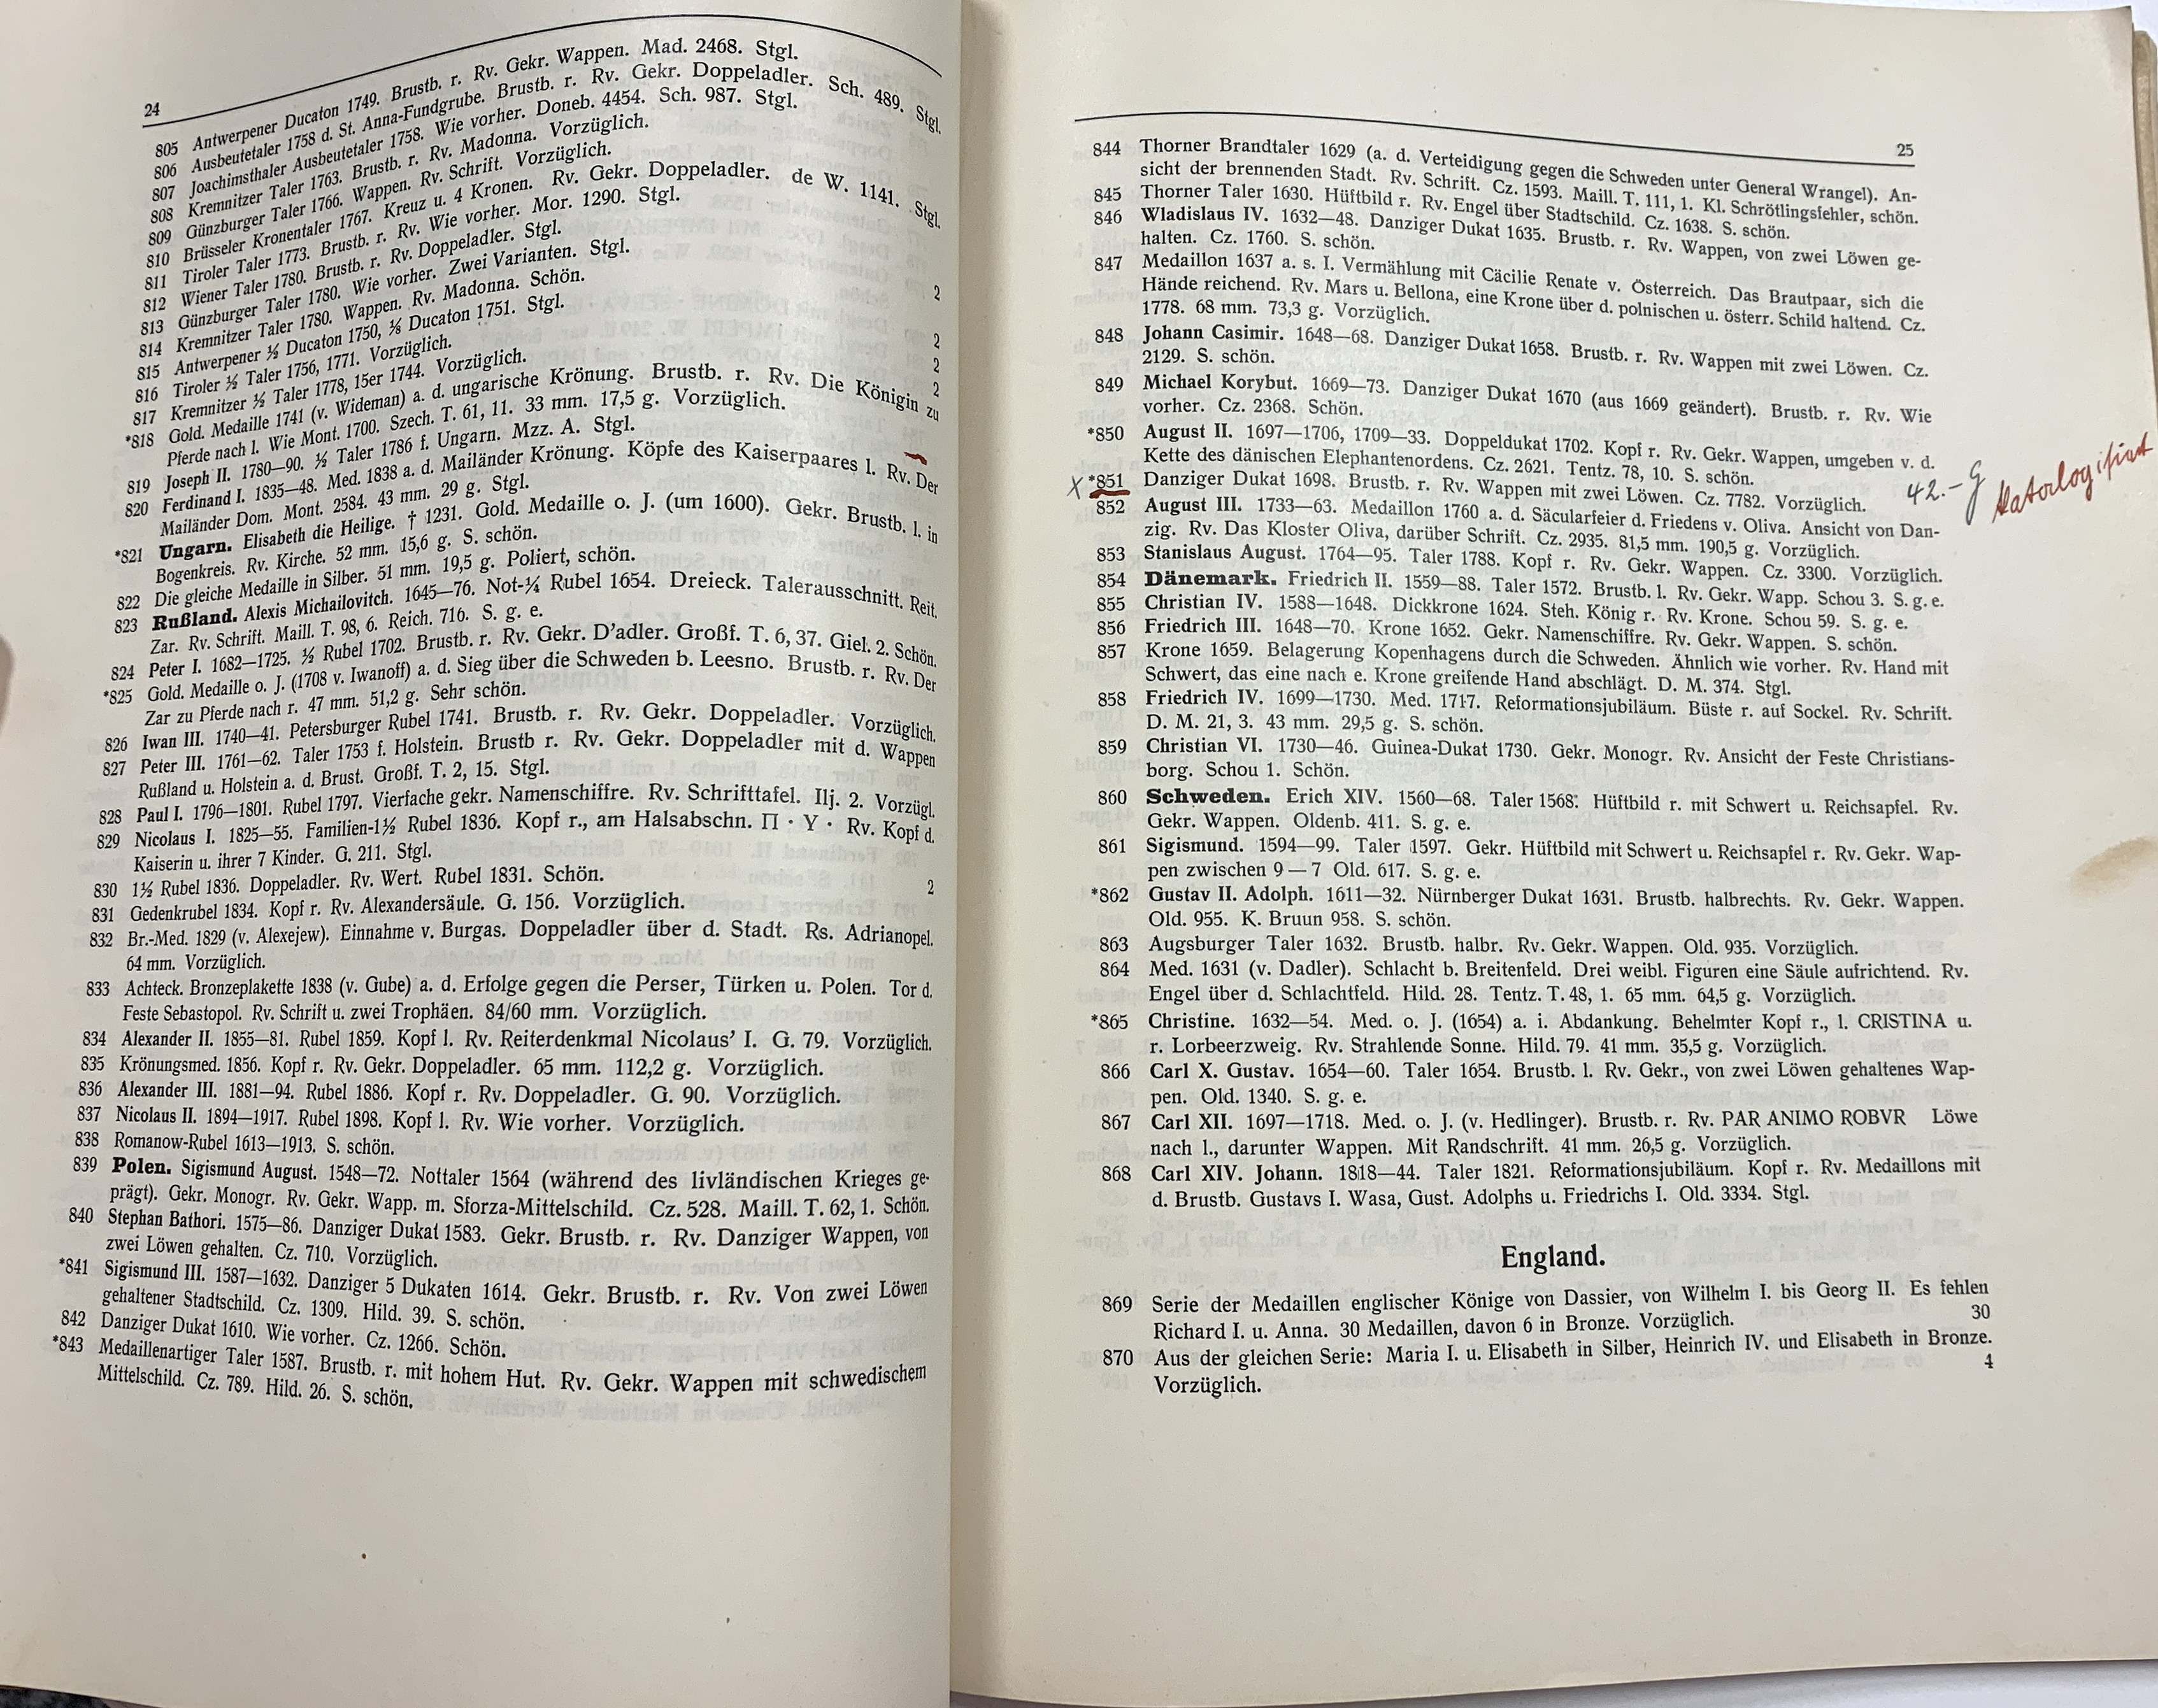 24
805 Antwerpener Ducaton 1749. Brustb. r. Rv. Gekr. Wappen. Mad. 2468. Stgl.
806 Ausbeutetaler 1758 d. St. Anna-Fundgrube. Brustb. r. Rv. Gekr. Doppeladler. Sch. 489. Stgl.
807 Joachimsthaler Ausbeutetaler 1758. Wie vorher. Doneb. 4454. Sch. 987. Stgl.
808 Kremnitzer Taler 1763. Brustb. r. Rv. Madonna. Vorzüglich.
809 Günzburger Taler 1766. Wappen. Rv. Schrift. Vorzüglich.
810 Brüsseler Kronentaler 1767. Kreuz u. 4 Kronen. Rv. Gekr. Doppeladler. de W. 1141. Stgl.
811 Tiroler Taler 1773. Brustb. r. Rv. Wie vorher. Mor. 1290. Stgl.
812 Wiener Taler 1780. Brustb. r. Rv. Doppeladler. Stgl.
813 Günzburger Taler 1780. Wie vorher. Zwei Varianten. Stgl. 2
814 Kremnitzer Taler 1780. Wappen. Rv. Madonna. Schön.
815 Antwerpener ½ Ducaton 1750, ⅛ Ducaton 1751. Stgl. 2
816 Tiroler ½ Taler 1756, 1771. Vorzüglich. 2
817 Kremnitzer ½ Taler 1778, 15er 1744. Vorzüglich. 2
*818 Gold. Medaille 1741 (v. Wideman) a. d. ungarische Krönung. Brustb. r. Rv. Die Königin zu
Pferde nach l. Wie Mont. 1700. Szech. T. 61, 11. 33 mm. 17,5 g. Vorzüglich.
819 Joseph II. 1780—90. ½ Taler 1786 f. Ungarn. Mzz. A. Stgl.
820 Ferdinand I. 1835—48. Med. 1838 a. d. Mailänder Krönung. Köpfe des Kaiserpaares l. Rv. Der
Mailänder Dom. Mont. 2584. 43 mm. 29 g. Stgl.
*821 Ungarn. Elisabeth die Heilige. † 1231. Gold. Medaille o. J. (um 1600). Gekr. Brustb. l. in
Bogenkreis. Rv. Kirche. 52 mm. 15,6 g. S. schön.
822 Die gleiche Medaille in Silber. 51 mm. 19,5 g. Poliert, schön.
823 Rußland. Alexis Michailovitch. 1645—76. Not-¼ Rubel 1654. Dreieck. Talerausschnitt. Reit.
Zar. Rv. Schrift. Maill. T. 98, 6. Reich. 716. S. g. e.
824 Peter I. 1682—1725. ½ Rubel 1702. Brustb. r. Rv. Gekr. D'adler. Großf. T. 6, 37. Giel. 2. Schön.
*825 Gold. Medaille o. J. (1708 v. Iwanoff) a. d. Sieg über die Schweden b. Leesno. Brustb. r. Rv. Der
Zar zu Pferde nach r. 47 mm. 51,2 g. Sehr schön.
826 Iwan III. 1740—41. Petersburger Rubel 1741. Brustb. r. Rv. Gekr. Doppeladler. Vorzüglich.
827 Peter III. 1761—62. Taler 1753 f. Holstein. Brustb r. Rv. Gekr. Doppeladler mit d. Wappen
Rußland u. Holstein a. d. Brust. Großf. T. 2, 15. Stgl.
828 Paul I. 1796—1801. Rubel 1797. Vierfache gekr. Namenschiffre. Rv. Schrifttafel. Ilj. 2. Vorzügl.
829 Nicolaus I. 1825—55. Familien-1½ Rubel 1836. Kopf r., am Halsabschn. П · У · Rv. Kopf d.
Kaiserin u. ihrer 7 Kinder. G. 211. Stgl.
830 1½ Rubel 1836. Doppeladler. Rv. Wert. Rubel 1831. Schön. 2
831 Gedenkrubel 1834. Kopf r. Rv. Alexandersäule. G. 156. Vorzüglich.
832 Br.-Med. 1829 (v. Alexejew). Einnahme v. Burgas. Doppeladler über d. Stadt. Rs. Adrianopel.
64 mm. Vorzüglich.
833 Achteck. Bronzeplakette 1838 (v. Gube) a. d. Erfolge gegen die Perser, Türken u. Polen. Tor d.
Feste Sebastopol. Rv. Schrift u. zwei Trophäen. 84/60 mm. Vorzüglich.
834 Alexander II. 1855—81. Rubel 1859. Kopf l. Rv. Reiterdenkmal Nicolaus' I. G. 79. Vorzüglich.
835 Krönungsmed. 1856. Kopf r. Rv. Gekr. Doppeladler. 65 mm. 112,2 g. Vorzüglich.
836 Alexander III. 1881—94. Rubel 1886. Kopf r. Rv. Doppeladler. G. 90. Vorzüglich.
837 Nicolaus II. 1894—1917. Rubel 1898. Kopf l. Rv. Wie vorher. Vorzüglich.
838 Romanow-Rubel 1613—1913. S. schön.
839 Polen. Sigismund August. 1548—72. Nottaler 1564 (während des livländischen Krieges ge-
prägt). Gekr. Monogr. Rv. Gekr. Wapp. m. Sforza-Mittelschild. Cz. 528. Maill. T. 62, 1. Schön.
840 Stephan Bathori. 1575—86. Danziger Dukat 1583. Gekr. Brustb. r. Rv. Danziger Wappen, von
zwei Löwen gehalten. Cz. 710. Vorzüglich.
*841 Sigismund III. 1587—1632. Danziger 5 Dukaten 1614. Gekr. Brustb. r. Rv. Von zwei Löwen
gehaltener Stadtschild. Cz. 1309. Hild. 39. S. schön.
842 Danziger Dukat 1610. Wie vorher. Cz. 1266. Schön.
*843 Medaillenartiger Taler 1587. Brustb. r. mit hohem Hut. Rv. Gekr. Wappen mit schwedischem
Mittelschild. Cz. 789. Hild. 26. S. schön.
25
844 Thorner Brandtaler 1629 (a. d. Verteidigung gegen die Schweden unter General Wrangel). An-
sicht der brennenden Stadt. Rv. Schrift. Cz. 1593. Maill. T. 111, 1. Kl. Schrötlingsfehler, schön.
845 Thorner Taler 1630. Hüftbild r. Rv. Engel über Stadtschild. Cz. 1638. S. schön.
846 Wladislaus IV. 1632—48. Danziger Dukat 1635. Brustb. r. Rv. Wappen, von zwei Löwen ge-
halten. Cz. 1760. S. schön.
847 Medaillon 1637 a. s. I. Vermählung mit Cäcilie Renate v. Österreich. Das Brautpaar, sich die
Hände reichend. Rv. Mars u. Bellona, eine Krone über d. polnischen u. österr. Schild haltend. Cz.
1778. 68 mm. 73,3 g. Vorzüglich.
848 Johann Casimir. 1648—68. Danziger Dukat 1658. Brustb. r. Rv. Wappen mit zwei Löwen. Cz.
2129. S. schön.
849 Michael Korybut. 1669—73. Danziger Dukat 1670 (aus 1669 geändert). Brustb. r. Rv. Wie
vorher. Cz. 2368. Schön.
*850 August II. 1697—1706, 1709—33. Doppeldukat 1702. Kopf r. Rv. Gekr. Wappen, umgeben v. d.
Kette des dänischen Elephantenordens. Cz. 2621. Tentz. 78, 10. S. schön.
X *851 Danziger Dukat 1698. Brustb. r. Rv. Wappen mit zwei Löwen. Cz. 7782. Vorzüglich. 42.—
852 August III. 1733—63. Medaillon 1760 a. d. Säcularfeier d. Friedens v. Oliva. Ansicht von Dan-
zig. Rv. Das Kloster Oliva, darüber Schrift. Cz. 2935. 81,5 mm. 190,5 g. Vorzüglich.
853 Stanislaus August. 1764—95. Taler 1788. Kopf r. Rv. Gekr. Wappen. Cz. 3300. Vorzüglich.
854 Dänemark. Friedrich II. 1559—88. Taler 1572. Brustb. l. Rv. Gekr. Wapp. Schou 3. S. g. e.
855 Christian IV. 1588—1648. Dickkrone 1624. Steh. König r. Rv. Krone. Schou 59. S. g. e.
856 Friedrich III. 1648—70. Krone 1652. Gekr. Namenschiffre. Rv. Gekr. Wappen. S. schön.
857 Krone 1659. Belagerung Kopenhagens durch die Schweden. Ähnlich wie vorher. Rv. Hand mit
Schwert, das eine nach e. Krone greifende Hand abschlägt. D. M. 374. Stgl.
858 Friedrich IV. 1699—1730. Med. 1717. Reformationsjubiläum. Büste r. auf Sockel. Rv. Schrift.
D. M. 21, 3. 43 mm. 29,5 g. S. schön.
859 Christian VI. 1730—46. Guinea-Dukat 1730. Gekr. Monogr. Rv. Ansicht der Feste Christians-
borg. Schou 1. Schön.
860 Schweden. Erich XIV. 1560—68. Taler 1568. Hüftbild r. mit Schwert u. Reichsapfel. Rv.
Gekr. Wappen. Oldenb. 411. S. g. e.
861 Sigismund. 1594—99. Taler 1597. Gekr. Hüftbild mit Schwert u. Reichsapfel r. Rv. Gekr. Wap-
pen zwischen 9—7 Old. 617. S. g. e.
*862 Gustav II. Adolph. 1611—32. Nürnberger Dukat 1631. Brustb. halbrechts. Rv. Gekr. Wappen.
Old. 955. K. Bruun 958. S. schön.
863 Augsburger Taler 1632. Brustb. halbr. Rv. Gekr. Wappen. Old. 935. Vorzüglich.
864 Med. 1631 (v. Dadler). Schlacht b. Breitenfeld. Drei weibl. Figuren eine Säule aufrichtend. Rv.
Engel über d. Schlachtfeld. Hild. 28. Tentz. T. 48, 1. 65 mm. 64,5 g. Vorzüglich.
*865 Christine. 1632—54. Med. o. J. (1654) a. i. Abdankung. Behelmter Kopf r., l. CRISTINA u.
r. Lorbeerzweig. Rv. Strahlende Sonne. Hild. 79. 41 mm. 35,5 g. Vorzüglich.
866 Carl X. Gustav. 1654—60. Taler 1654. Brustb. l. Rv. Gekr., von zwei Löwen gehaltenes Wap-
pen. Old. 1340. S. g. e.
867 Carl XII. 1697—1718. Med. o. J. (v. Hedlinger). Brustb. r. Rv. PAR ANIMO ROBVR Löwe
nach l., darunter Wappen. Mit Randschrift. 41 mm. 26,5 g. Vorzüglich.
868 Carl XIV. Johann. 1818—44. Taler 1821. Reformationsjubiläum. Kopf r. Rv. Medaillons mit
d. Brustb. Gustavs I. Wasa, Gust. Adolphs u. Friedrichs I. Old. 3334. Stgl.
England.
869 Serie der Medaillen englischer Könige von Dassier, von Wilhelm I. bis Georg II. Es fehlen
Richard I. u. Anna. 30 Medaillen, davon 6 in Bronze. Vorzüglich. 30
870 Aus der gleichen Serie: Maria I. u. Elisabeth in Silber, Heinrich IV. und Elisabeth in Bronze.
Vorzüglich. 4